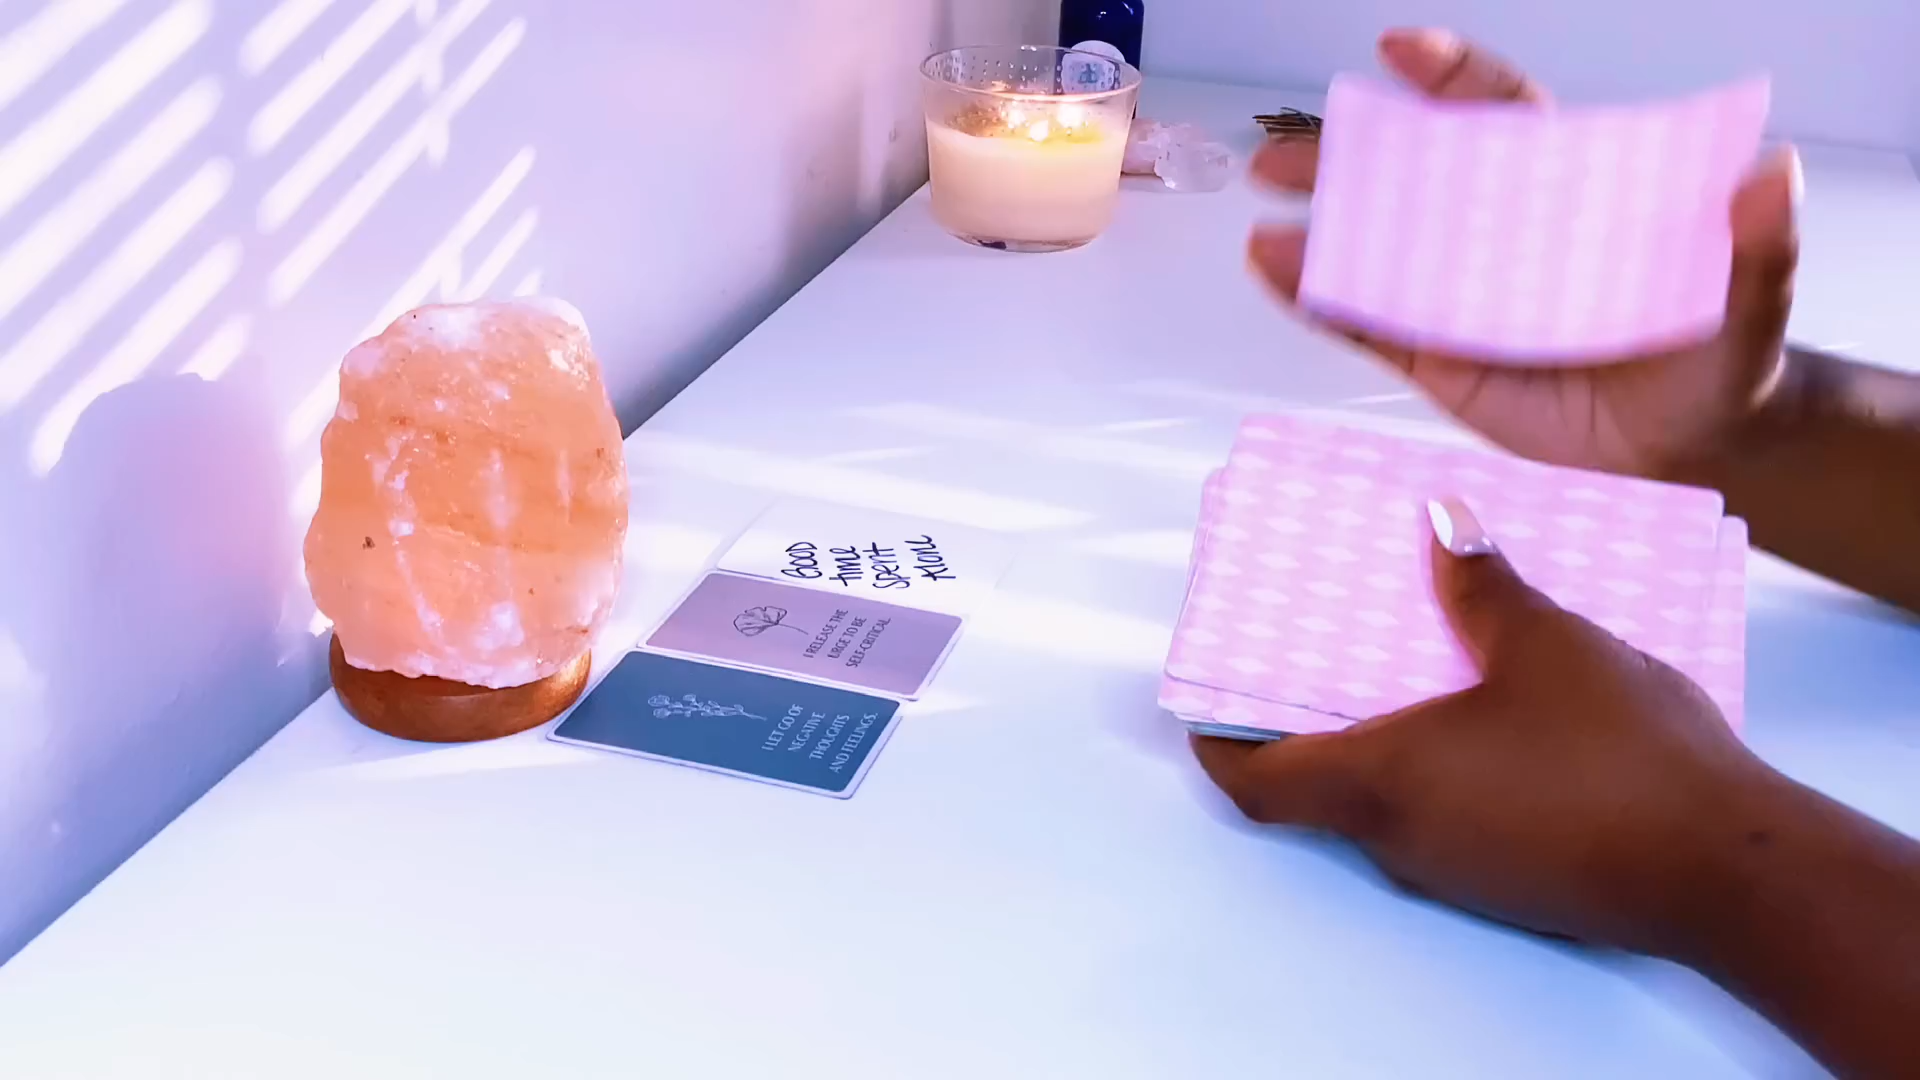 GOOD
time
spent
Alone
I RELEASE THE
URGE TO BE
SELF-CRITICAL
I LET GO OF
NEGATIVE
THOUGHTS
AND FEELINGS.